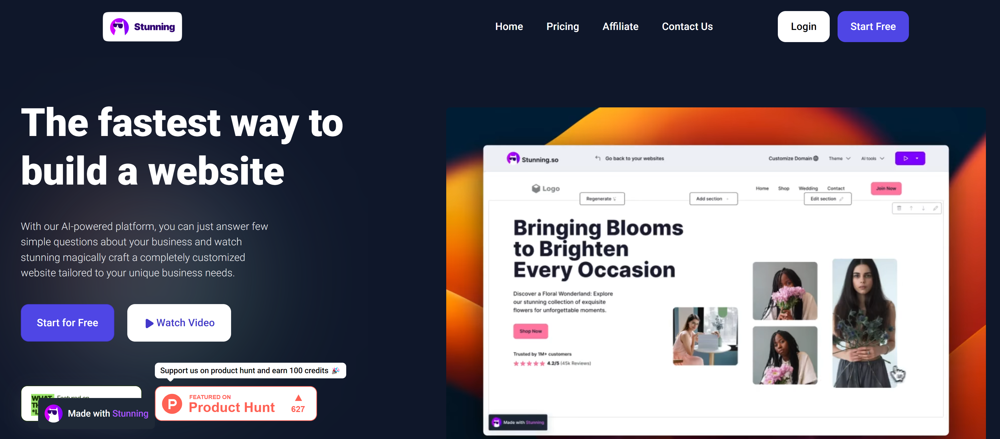 Stunning
Home Pricing Affiliate Contact Us Login Start Free
The fastest way to
build a website
With our AI-powered platform, you can just answer few
simple questions about your business and watch
stunning magically craft a completely customized
website tailored to your unique business needs.
Start for Free Watch Video
Support us on product hunt and earn 100 credits
WHAT
Featured on
Made with Stunning
FEATURED ON
Product Hunt
627
Stunning.so Go back to your websites Customize Domain Theme AI tools
Logo Home Shop Wedding Contact Join Now
Regenerate Add section Edit section
Bringing Blooms
to Brighten
Every Occasion
Discover a Floral Wonderland: Explore
our stunning collection of exquisite
flowers for unforgettable moments.
Shop Now
Trusted by 1M+ customers
4.2/5 (45k Reviews)
Made with Stunning